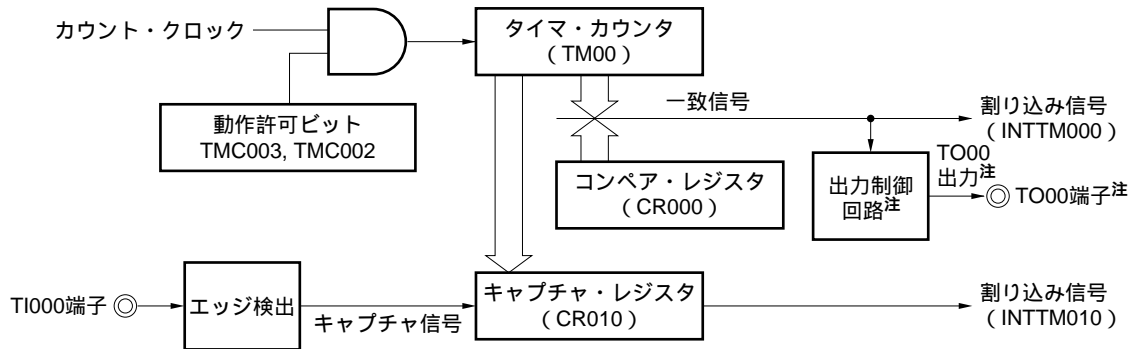 カウント・クロック
タイマ・カウンタ
( TM00 )
動作許可ビット
TMC003, TMC002
一致信号
割り込み信号
( INTTM000 )
コンペア・レジスタ
( CR000 )
出力制御
回路注
TO00
出力注
TO00端子注
TI000端子
エッジ検出
キャプチャ信号
キャプチャ・レジスタ
( CR010 )
割り込み信号
( INTTM010 )